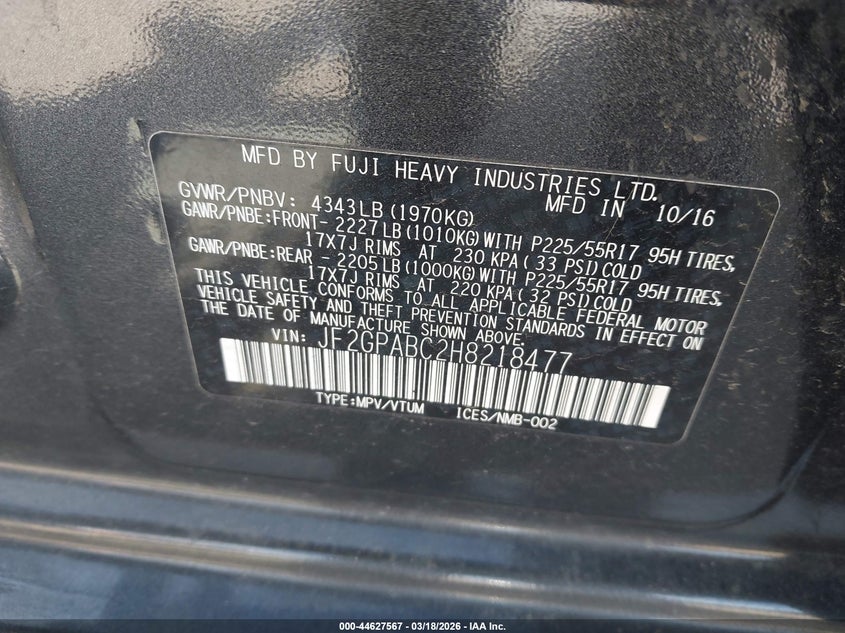 MFD BY FUJI HEAVY INDUSTRIES LTD.
GVWR/PNBV: 4343LB(1970KG) MFD IN 10/16
GAWR/PNBE:FRONT- 2227LB(1010KG)WITH P225/55R17 95H TIRES,
17X7J RIMS AT 230 KPA(33 PSI)COLD
GAWR/PNBE:REAR - 2205LB(1000KG)WITH P225/55R17 95H TIRES,
17X7J RIMS AT 220 KPA(32 PSI)COLD
THIS VEHICLE CONFORMS TO ALL APPLICABLE FEDERAL MOTOR
VEHICLE SAFETY AND THEFT PREVENTION STANDARDS IN EFFECT ON
THE DATE OF MANUFACTURE SHOWN ABOVE.
VIN: JF2GPABC2H8218477
TYPE:MPV/VTUM ICES/NMB-002
000-44627567 - 03/18/2026 - IAA Inc.